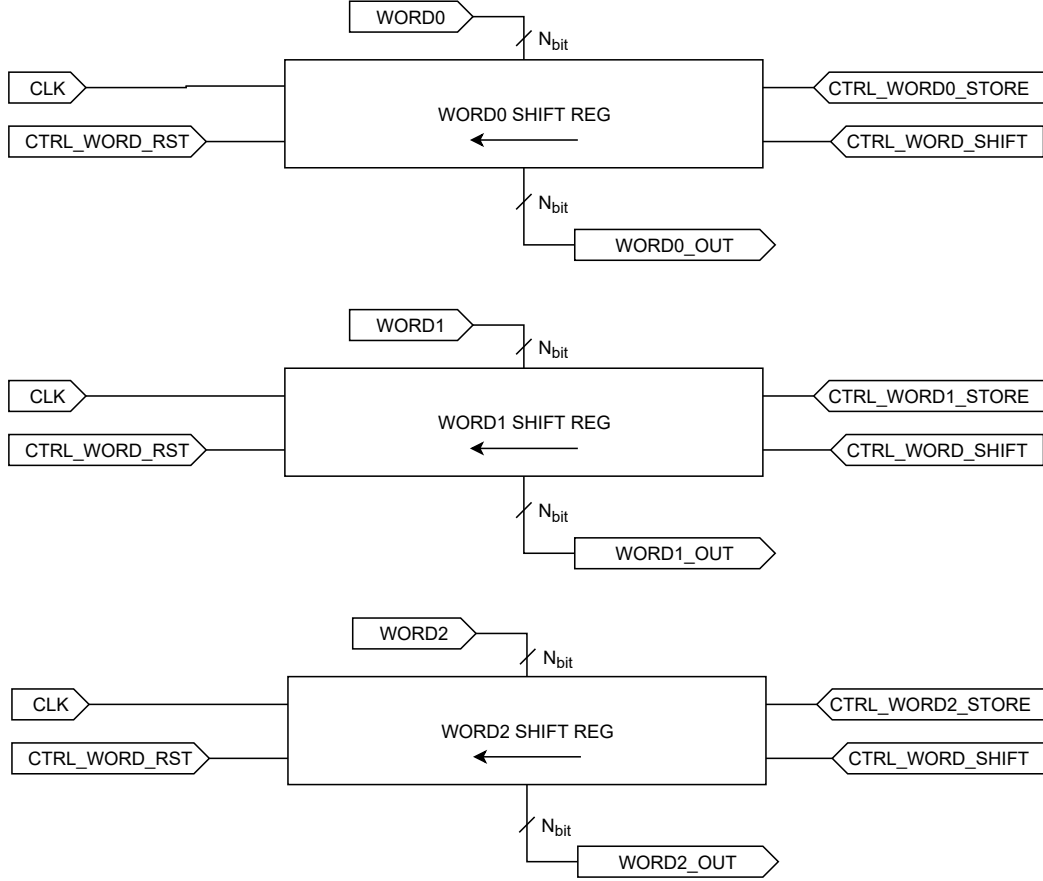 WORD0
Nbit
CLK
CTRL_WORD0_STORE
WORD0 SHIFT REG
CTRL_WORD_RST
CTRL_WORD_SHIFT
Nbit
WORD0_OUT
WORD1
Nbit
CLK
CTRL_WORD1_STORE
WORD1 SHIFT REG
CTRL_WORD_RST
CTRL_WORD_SHIFT
Nbit
WORD1_OUT
WORD2
Nbit
CLK
CTRL_WORD2_STORE
WORD2 SHIFT REG
CTRL_WORD_RST
CTRL_WORD_SHIFT
Nbit
WORD2_OUT